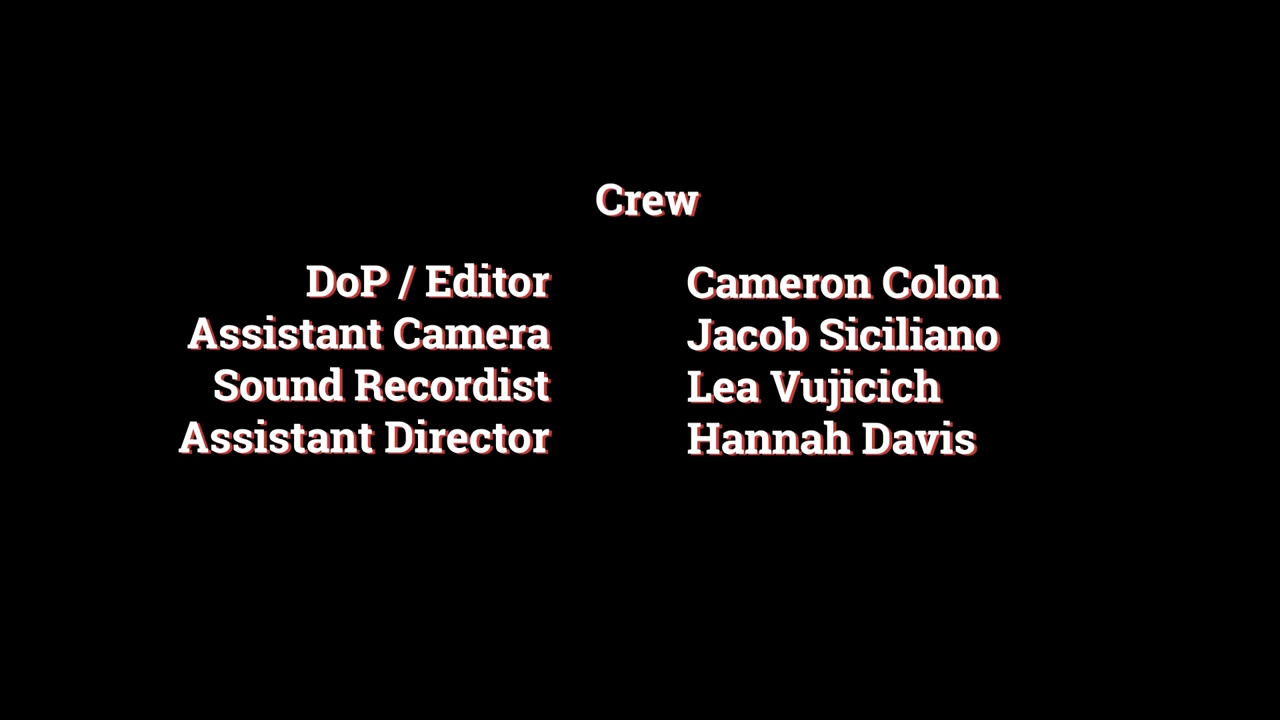 Crew
DoP / Editor Cameron Colon
Assistant Camera Jacob Siciliano
Sound Recordist Lea Vujicich
Assistant Director Hannah Davis